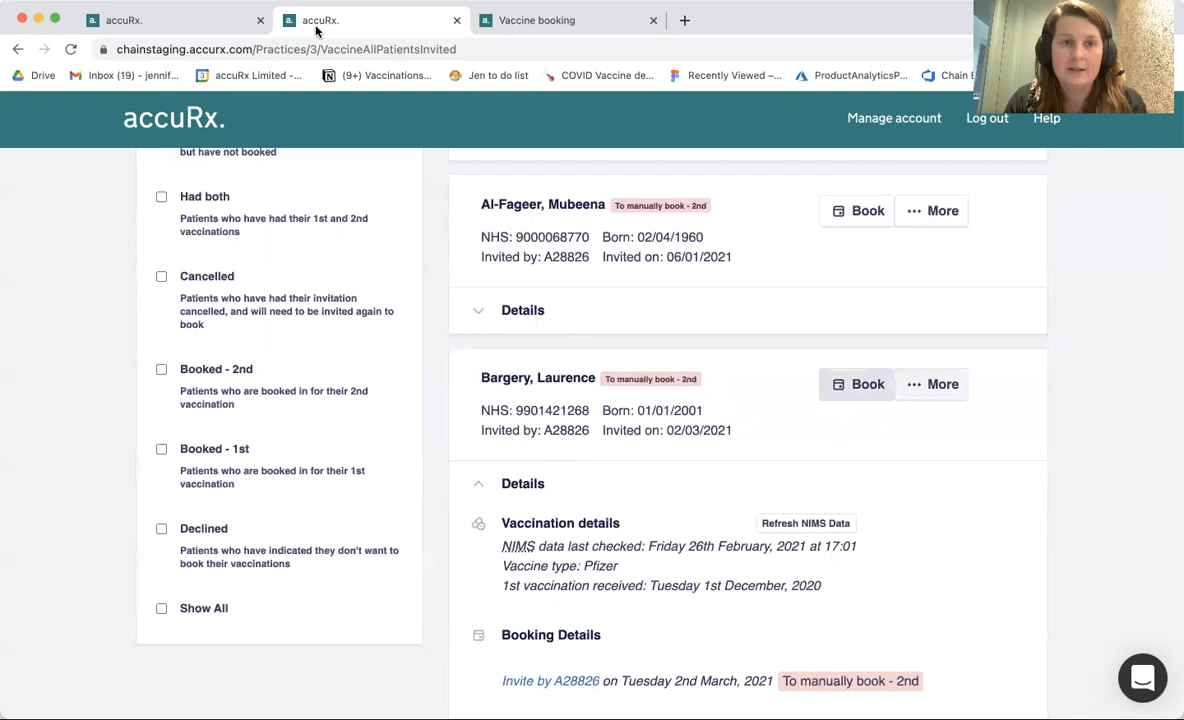 accuRx.
accuRx.
Vaccine booking
chainstaging.accurx.com/Practices/3/VaccineAllPatientsInvited
Drive
Inbox (19) - jennif...
accuRx Limited -...
(9+) Vaccinations...
Jen to do list
COVID Vaccine de...
Recently Viewed –...
ProductAnalyticsP...
accuRx.
Manage account
Log out
Help
but have not booked
Had both
Patients who have had their 1st and 2nd
vaccinations
Cancelled
Patients who have had their invitation
cancelled, and will need to be invited again to
book
Booked - 2nd
Patients who are booked in for their 2nd
vaccination
Booked - 1st
Patients who are booked in for their 1st
vaccination
Declined
Patients who have indicated they don't want to
book their vaccinations
Show All
Al-Fageer, Mubeena To manually book - 2nd
Book
More
NHS: 9000068770 Born: 02/04/1960
Invited by: A28826 Invited on: 06/01/2021
Details
Bargery, Laurence To manually book - 2nd
Book
More
NHS: 9901421268 Born: 01/01/2001
Invited by: A28826 Invited on: 02/03/2021
Details
Vaccination details
Refresh NIMS Data
NIMS data last checked: Friday 26th February, 2021 at 17:01
Vaccine type: Pfizer
1st vaccination received: Tuesday 1st December, 2020
Booking Details
Invite by A28826 on Tuesday 2nd March, 2021 To manually book - 2nd